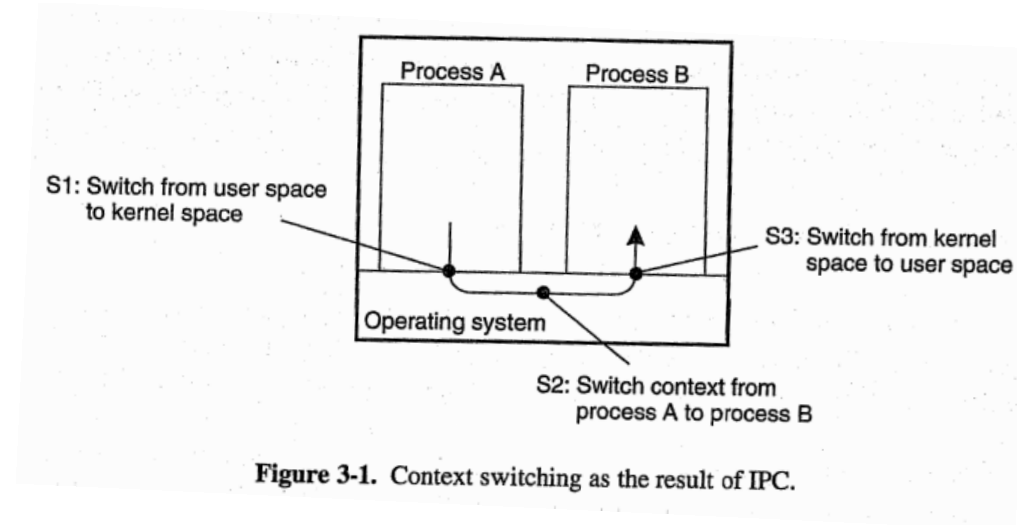 Process A
Process B
S1: Switch from user space
to kernel space
S3: Switch from kernel
space to user space
Operating system
S2: Switch context from
process A to process B
Figure 3-1. Context switching as the result of IPC.